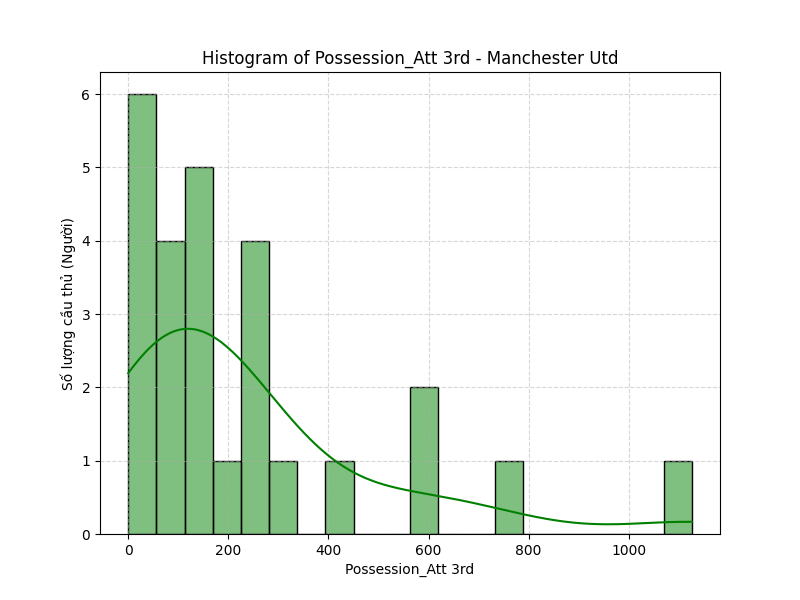 Histogram of Possession_Att 3rd - Manchester Utd
6
5
4
3
2
1
0
Số lượng cầu thủ (Người)
0 200 400 600 800 1000
Possession_Att 3rd